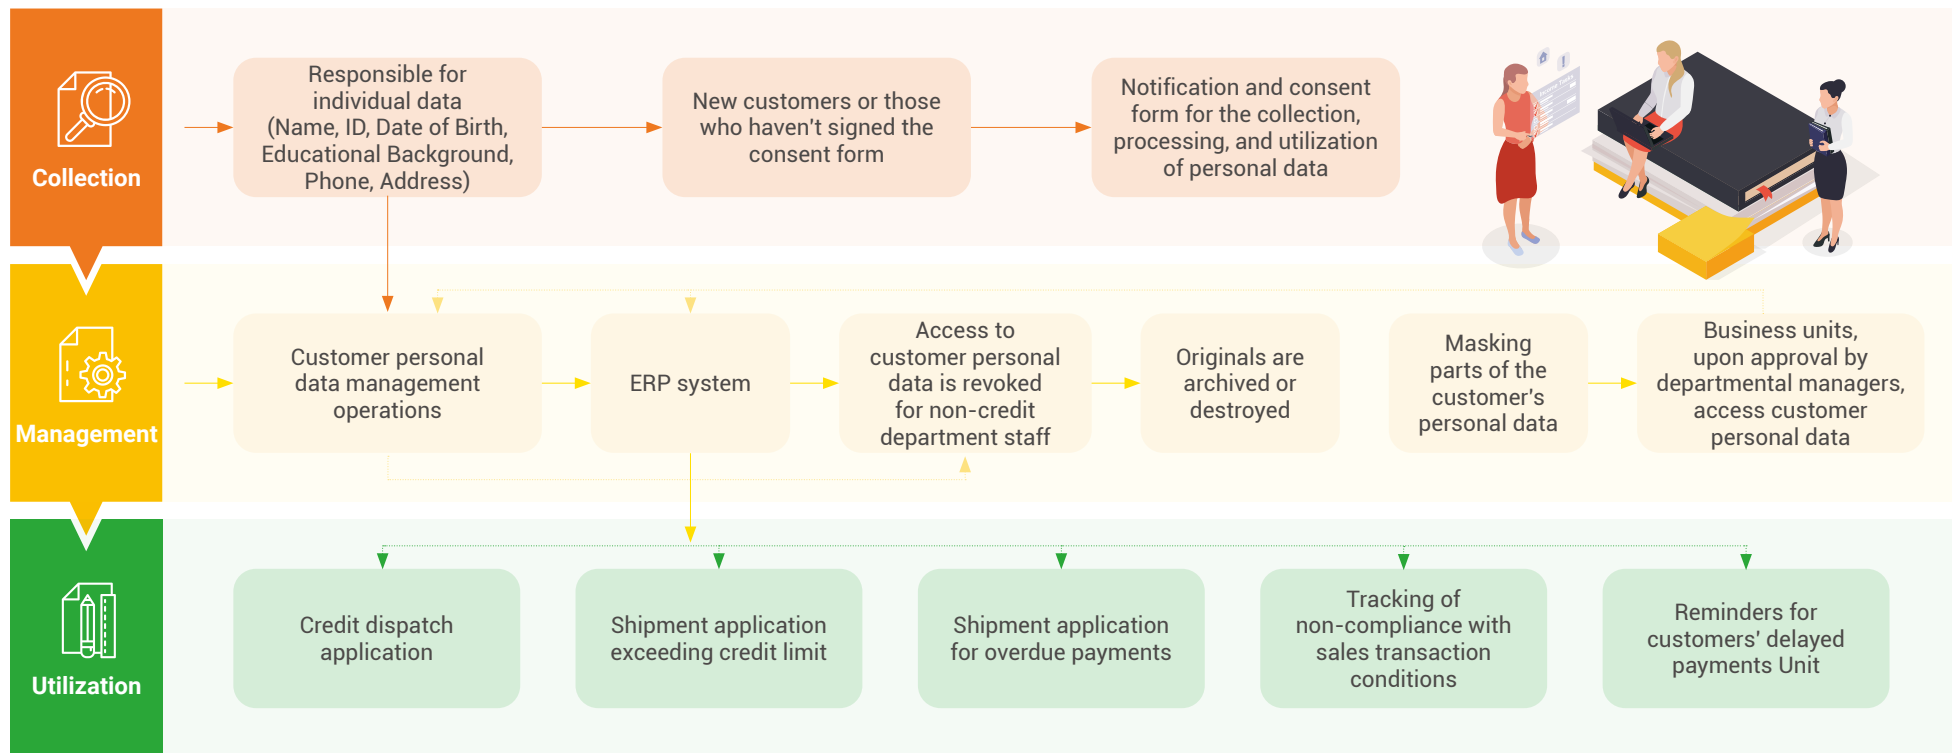 Collection
Responsible for
individual data
(Name, ID, Date of Birth,
Educational Background,
Phone, Address)
New customers or those
who haven't signed the
consent form
Notification and consent
form for the collection,
processing, and utilization
of personal data
Management
Customer personal
data management
operations
ERP system
Access to
customer personal
data is revoked
for non-credit
department staff
Originals are
archived or
destroyed
Masking
parts of the
customer's
personal data
Business units,
upon approval by
departmental managers,
access customer
personal data
Utilization
Credit dispatch
application
Shipment application
exceeding credit limit
Shipment application
for overdue payments
Tracking of
non-compliance with
sales transaction
conditions
Reminders for
customers' delayed
payments Unit